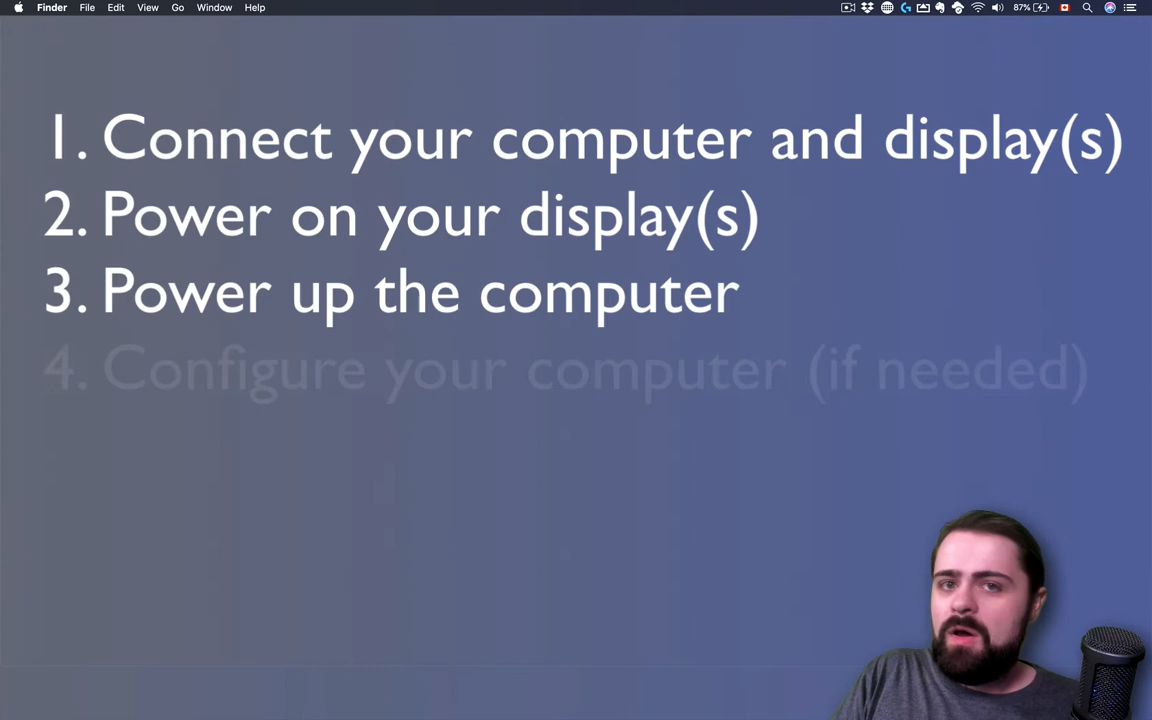 Finder File Edit View Go Window Help 87%
1. Connect your computer and display(s)
2. Power on your display(s)
3. Power up the computer
4. Configure your computer (if needed)